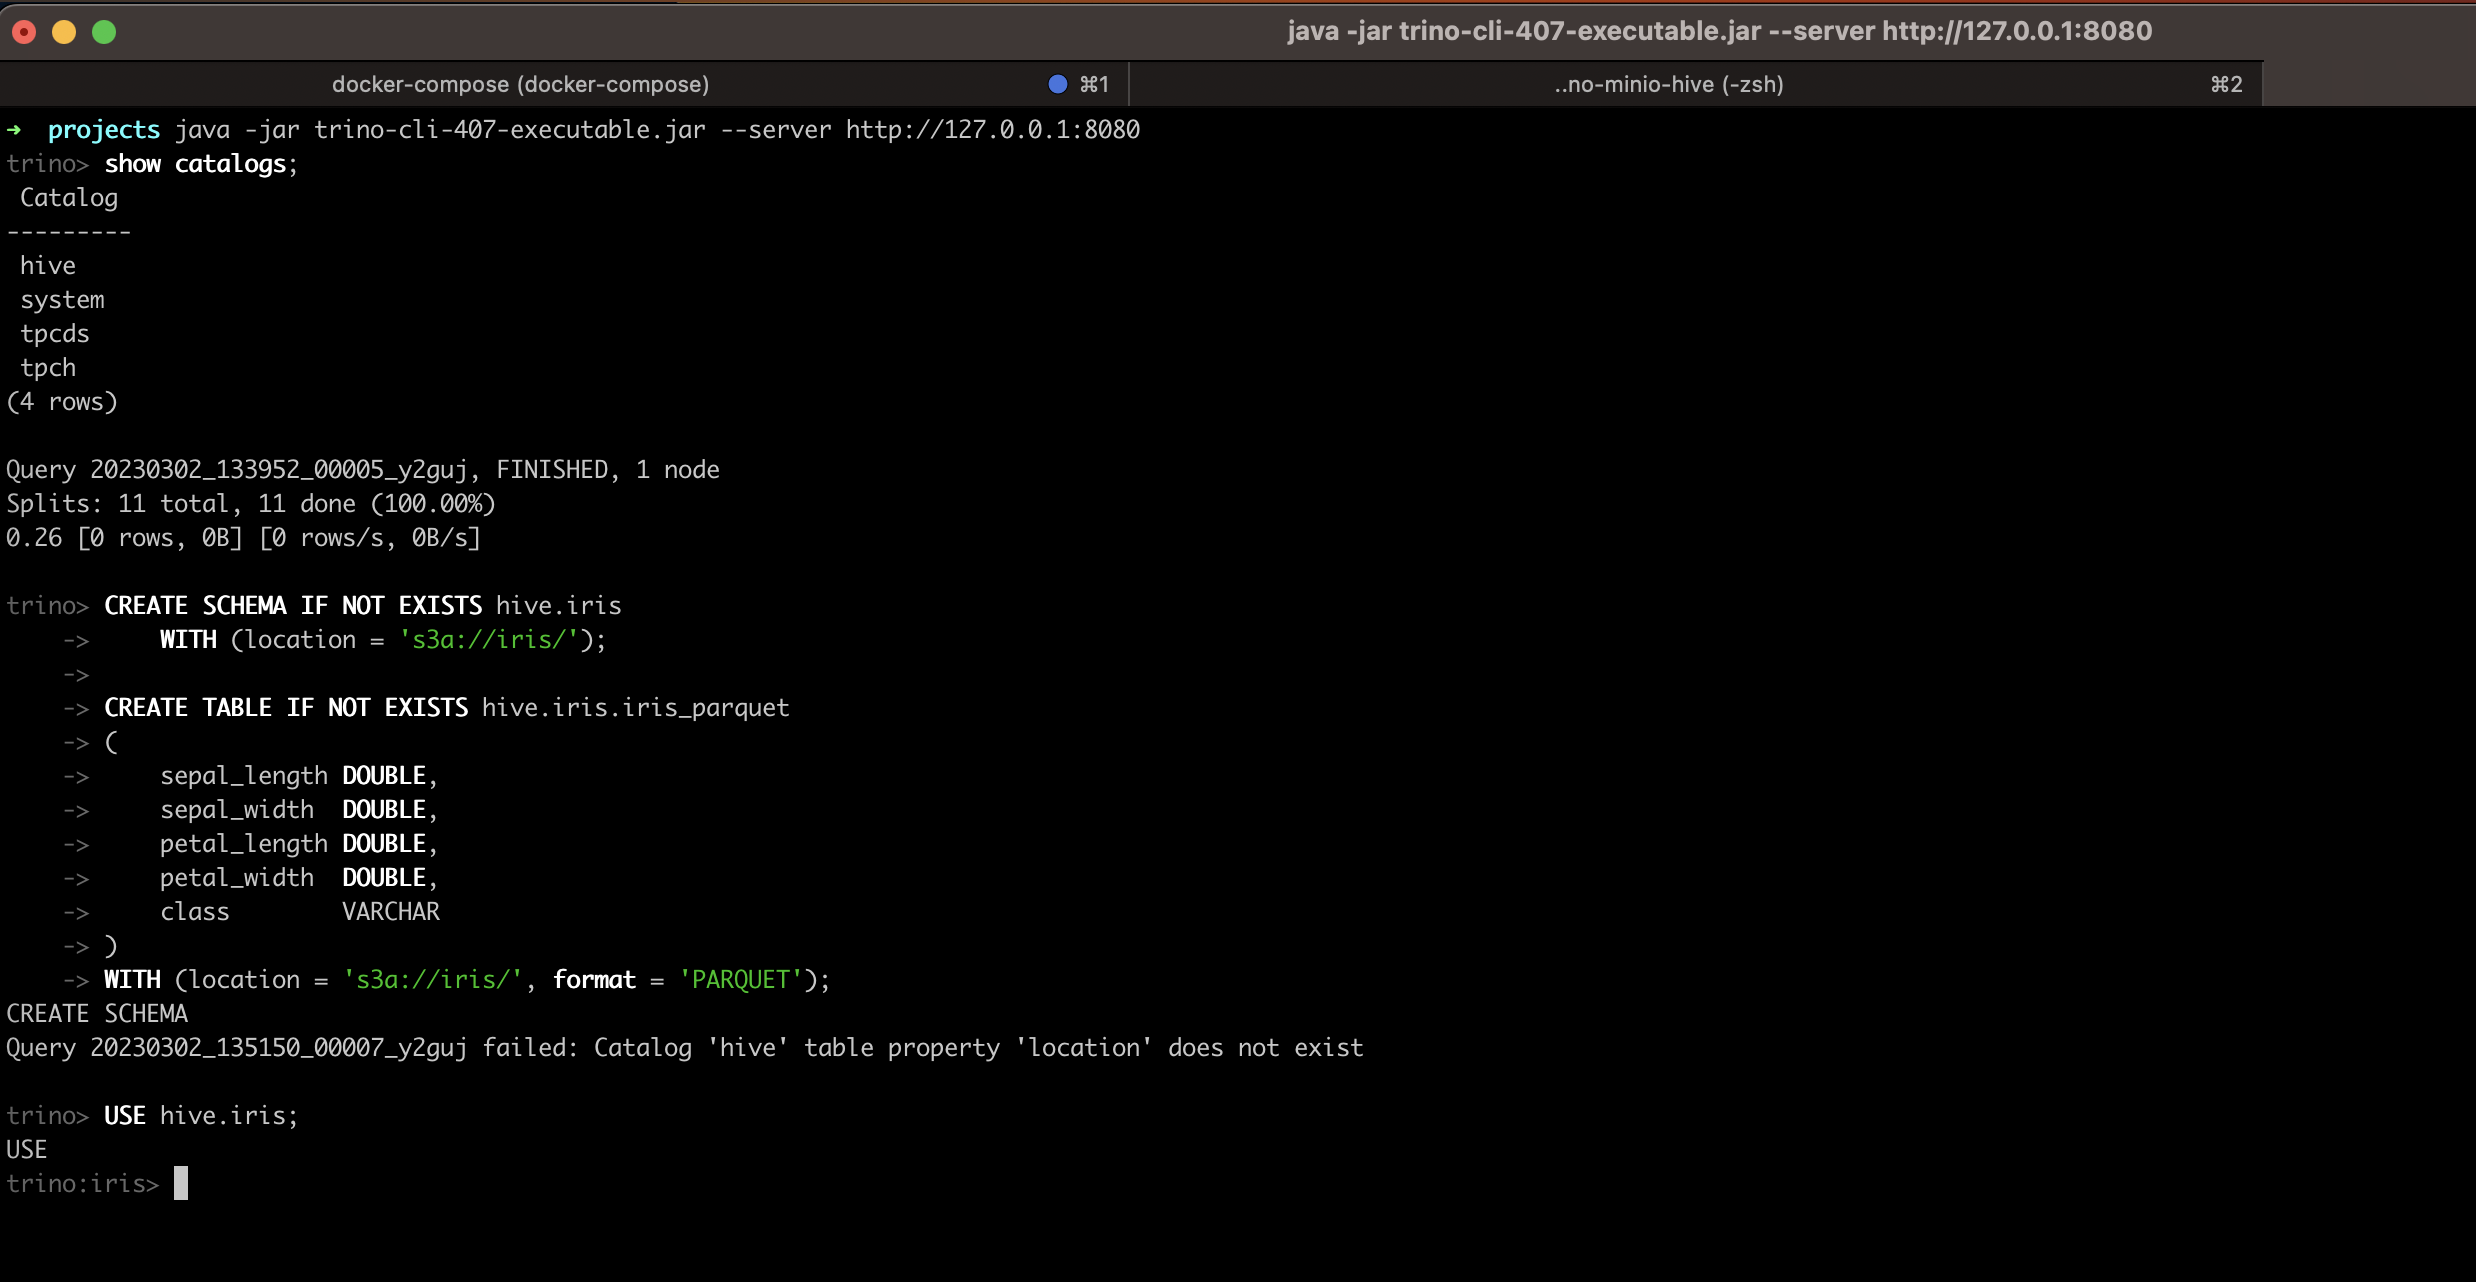 java -jar trino-cli-407-executable.jar --server http://127.0.0.1:8080
docker-compose (docker-compose) ⌘1 ..no-minio-hive (-zsh) ⌘2
➜  projects java -jar trino-cli-407-executable.jar --server http://127.0.0.1:8080
trino> show catalogs;
 Catalog
---------
 hive
 system
 tpcds
 tpch
(4 rows)

Query 20230302_133952_00005_y2guj, FINISHED, 1 node
Splits: 11 total, 11 done (100.00%)
0.26 [0 rows, 0B] [0 rows/s, 0B/s]

trino> CREATE SCHEMA IF NOT EXISTS hive.iris
    ->     WITH (location = 's3a://iris/');
    ->
    -> CREATE TABLE IF NOT EXISTS hive.iris.iris_parquet
    -> (
    ->     sepal_length DOUBLE,
    ->     sepal_width  DOUBLE,
    ->     petal_length DOUBLE,
    ->     petal_width  DOUBLE,
    ->     class        VARCHAR
    -> )
    -> WITH (location = 's3a://iris/', format = 'PARQUET');
CREATE SCHEMA
Query 20230302_135150_00007_y2guj failed: Catalog 'hive' table property 'location' does not exist

trino> USE hive.iris;
USE
trino:iris>